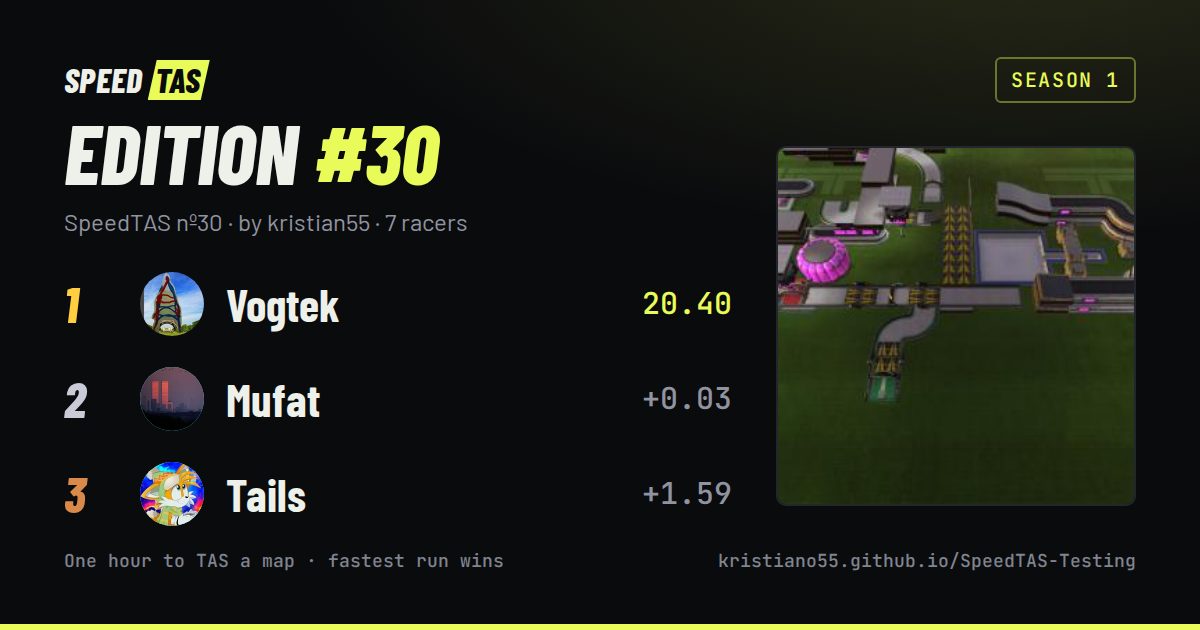 SPEED TAS
SEASON 1
EDITION #30
SpeedTAS nº30 · by kristian55 · 7 racers
1 Vogtek 20.40
2 Mufat +0.03
3 Tails +1.59
One hour to TAS a map · fastest run wins
kristiano55.github.io/SpeedTAS-Testing